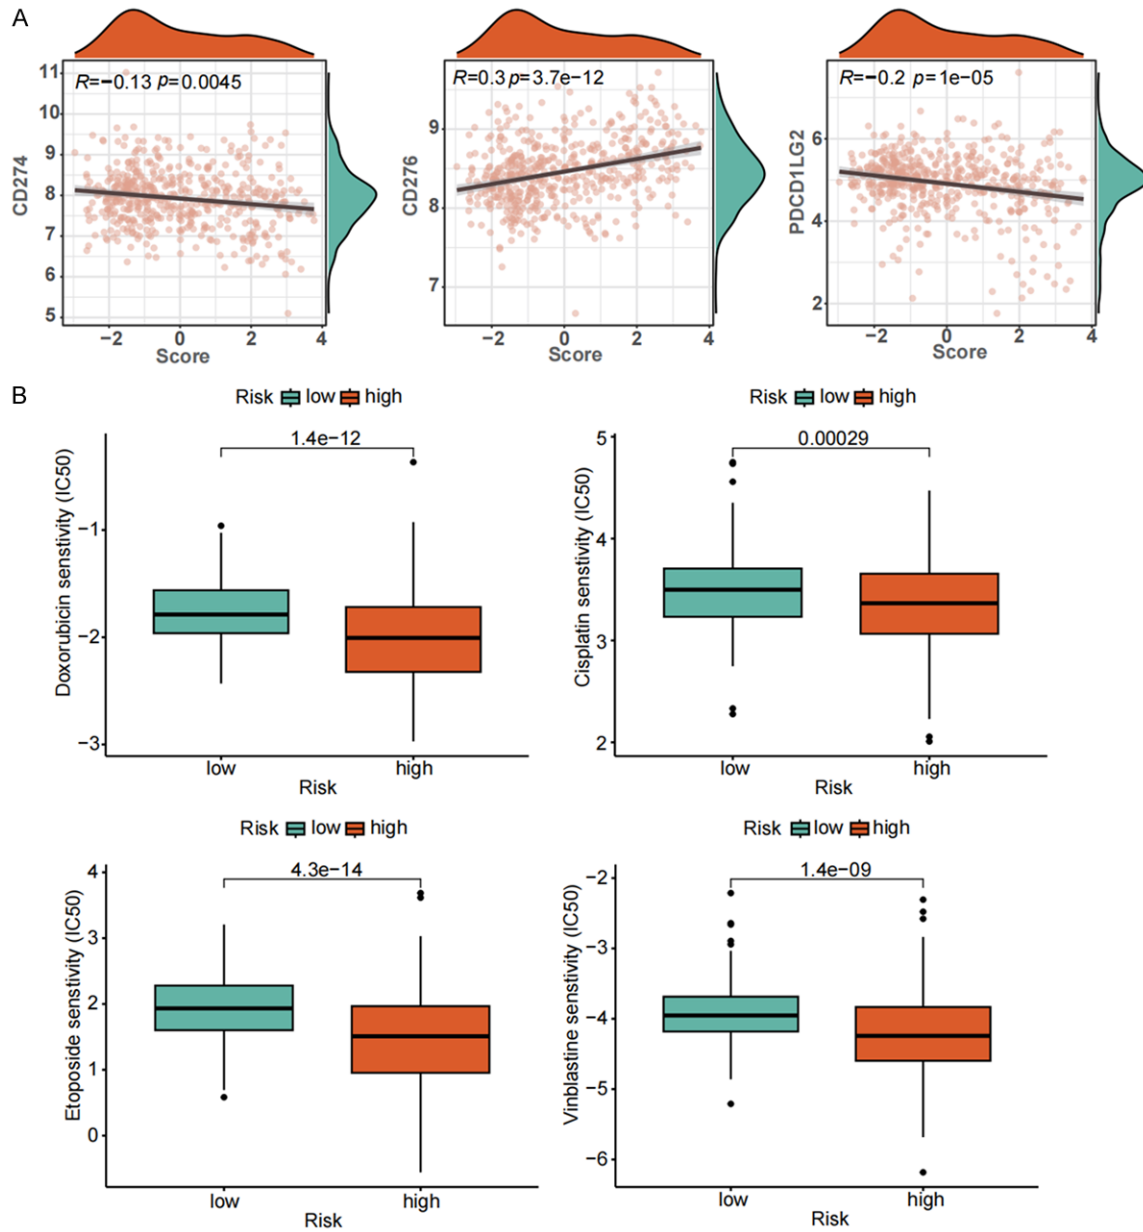 A
R=−0.13 p=0.0045
CD274
11
10
9
8
7
6
5
−2
0
2
4
Score
R=0.3 p=3.7e−12
CD276
9
8
7
−2
0
2
4
Score
R=−0.2 p=1e−05
PDCD1LG2
6
4
2
−2
0
2
4
Score
B
Risk low high
1.4e−12
Doxorubicin senstivity (IC50)
−1
−2
−3
low
high
Risk
Risk low high
0.00029
Cisplatin senstivity (IC50)
5
4
3
2
low
high
Risk
Risk low high
4.3e−14
Etoposide senstivity (IC50)
4
3
2
1
0
low
high
Risk
Risk low high
1.4e−09
Vinblastine senstivity (IC50)
−2
−3
−4
−5
−6
low
high
Risk